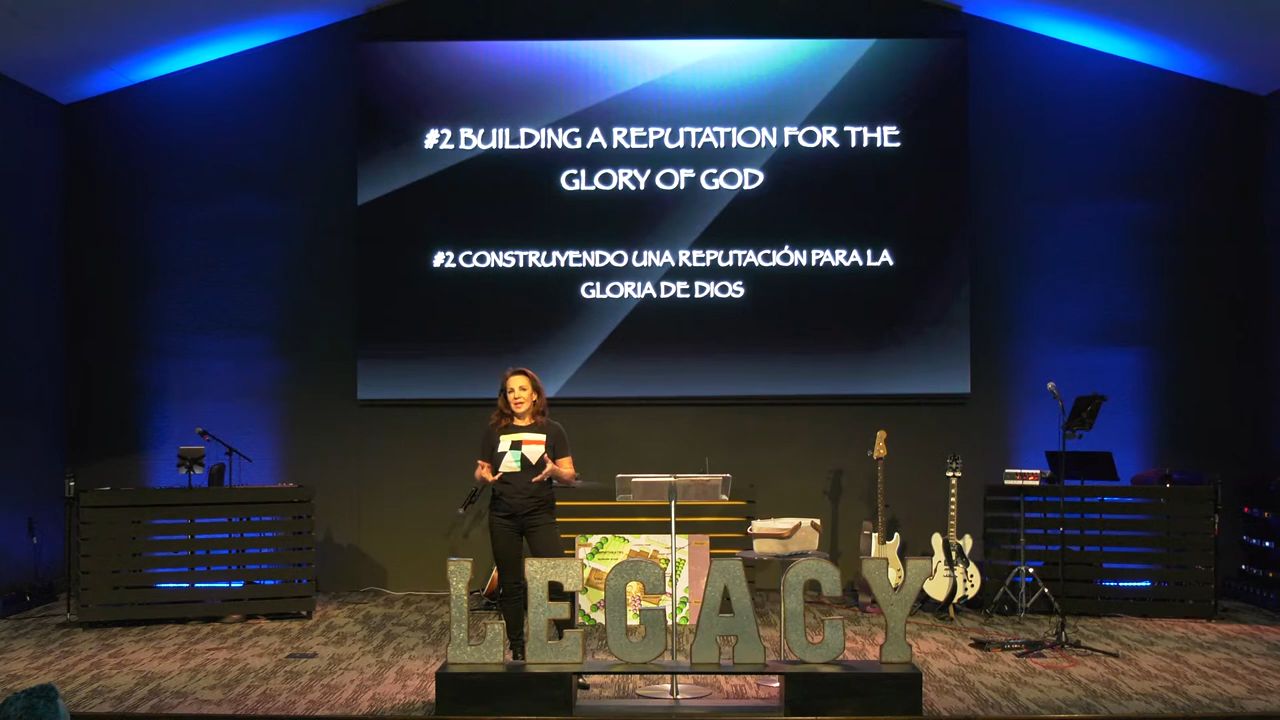 #2 BUILDING A REPUTATION FOR THE
GLORY OF GOD
#2 CONSTRUYENDO UNA REPUTACIÓN PARA LA
GLORIA DE DIOS
LEGACY